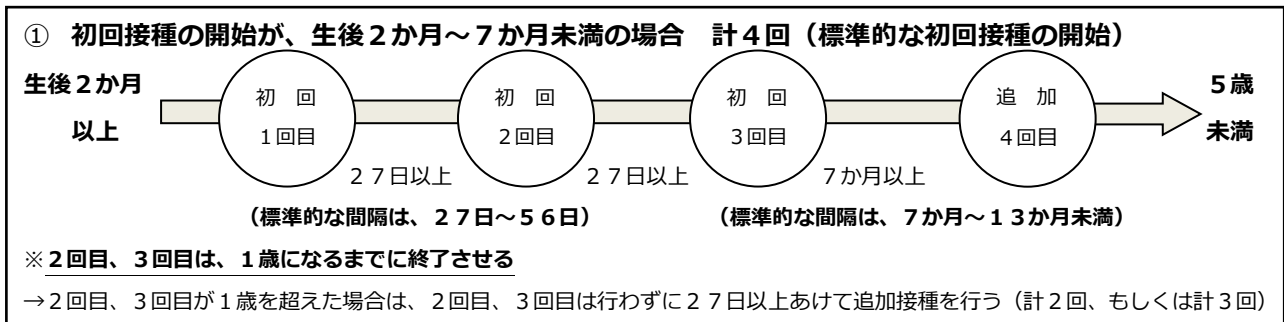 ① 初回接種の開始が、生後２か月～７か月未満の場合　計４回（標準的な初回接種の開始）
生後２か月
以上
初　回
１回目
初　回
２回目
初　回
３回目
追　加
４回目
５歳
未満
２７日以上
２７日以上
７か月以上
（標準的な間隔は、２７日～５６日）
（標準的な間隔は、７か月～１３か月未満）
※２回目、３回目は、１歳になるまでに終了させる
→２回目、３回目が１歳を超えた場合は、２回目、３回目は行わずに２７日以上あけて追加接種を行う（計２回、もしくは計３回）